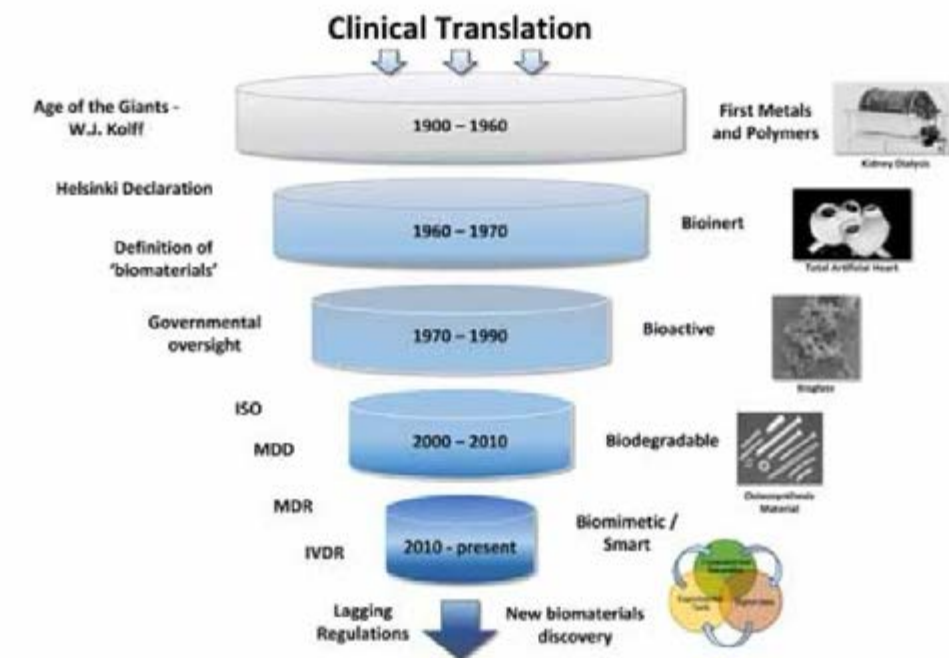 Clinical Translation
Age of the Giants -
W.J. Kolff
1900 – 1960
First Metals
and Polymers
Kidney Dialysis
Helsinki Declaration
1960 – 1970
Bioinert
Total Artificial Heart
Definition of
'biomaterials'
Governmental
oversight
1970 – 1990
Bioactive
Bioglass
ISO
MDD
2000 – 2010
Biodegradable
Osteosynthesis
Material
MDR
IVDR
2010 - present
Biomimetic /
Smart
Lagging
Regulations
New biomaterials
discovery